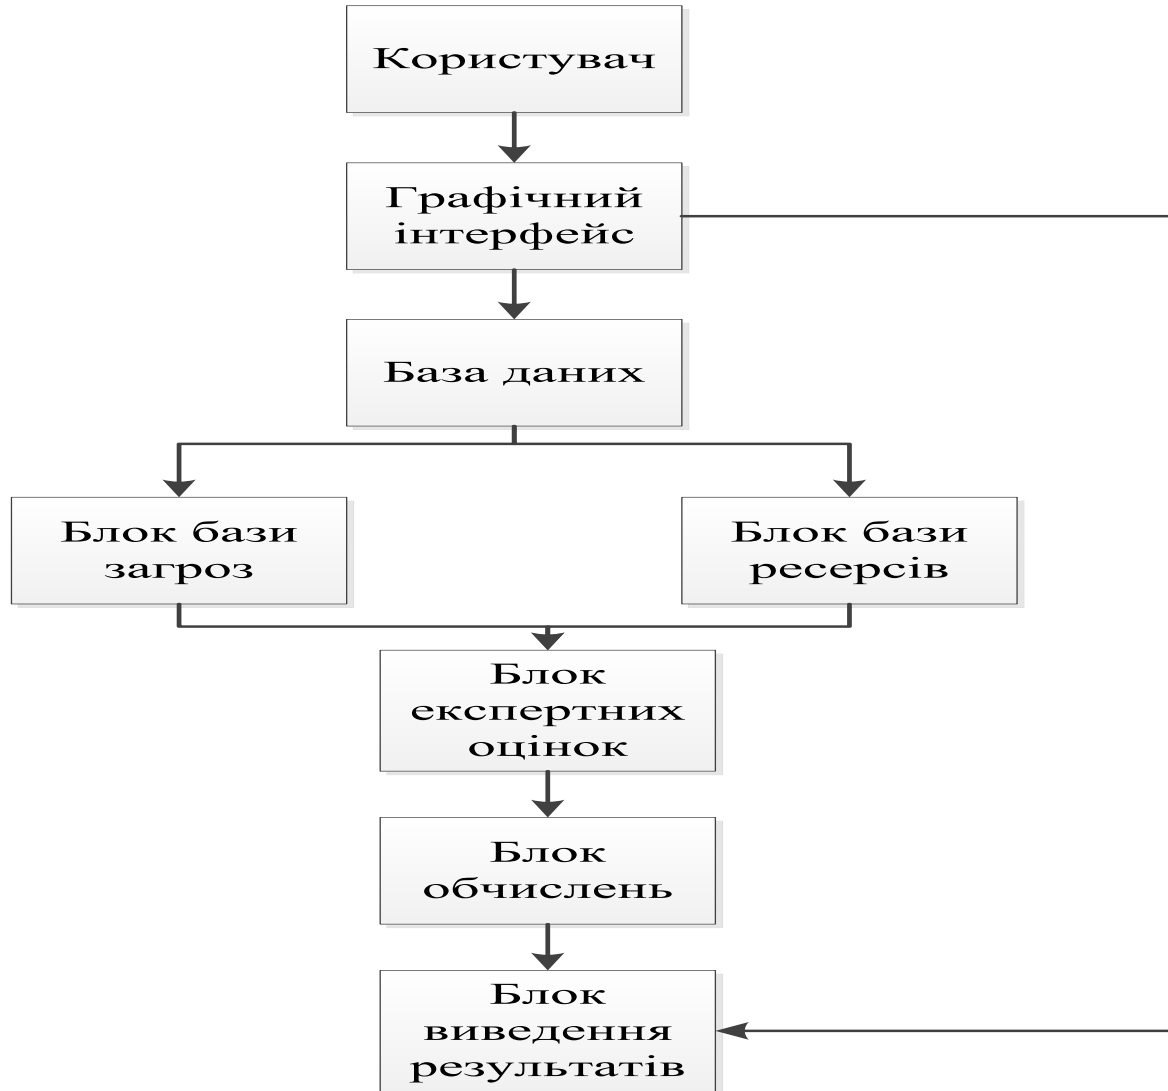 Користувач
Графічний
інтерфейс
База даних
Блок бази
загроз
Блок бази
ресерсів
Блок
експертних
оцінок
Блок
обчислень
Блок
виведення
результатів